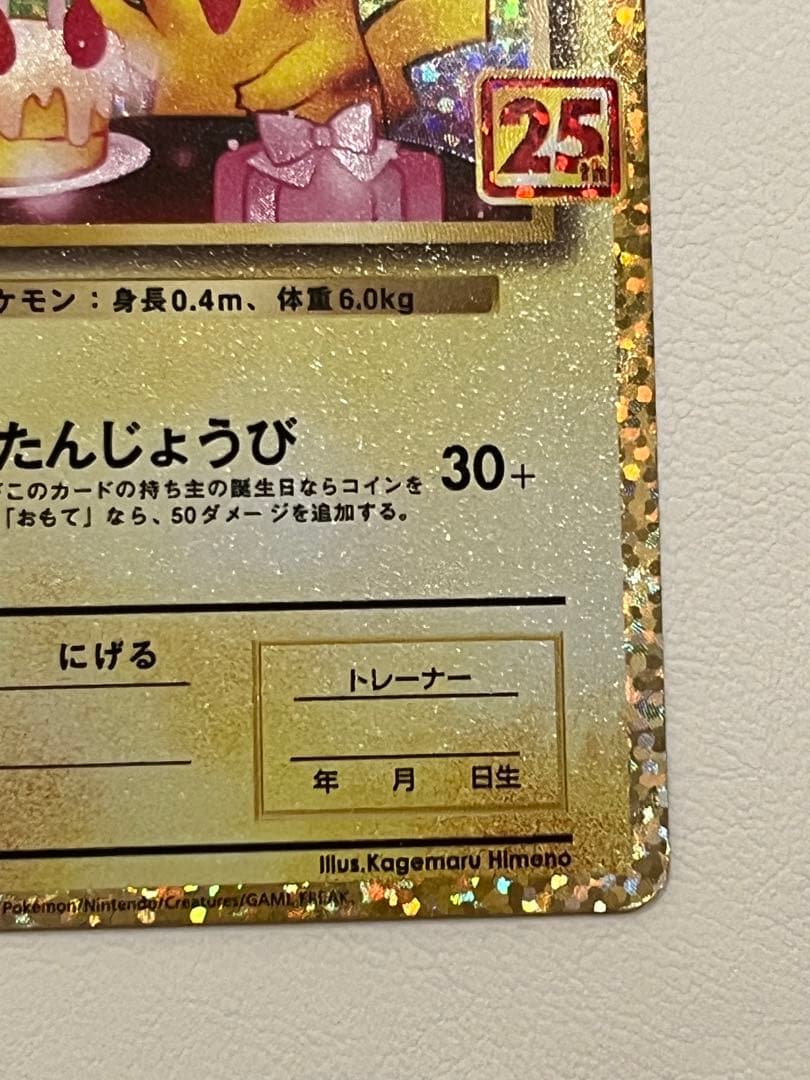 25th
ケモン：身長0.4m、体重6.0kg
たんじょうび 30+
このカードの持ち主の誕生日ならコインを
「おもて」なら、50ダメージを追加する。
にげる
トレーナー
年 月 日生
Illus.Kagemaru Himeno
Pokémon/Nintendo/Creatures/GAME FREAK.